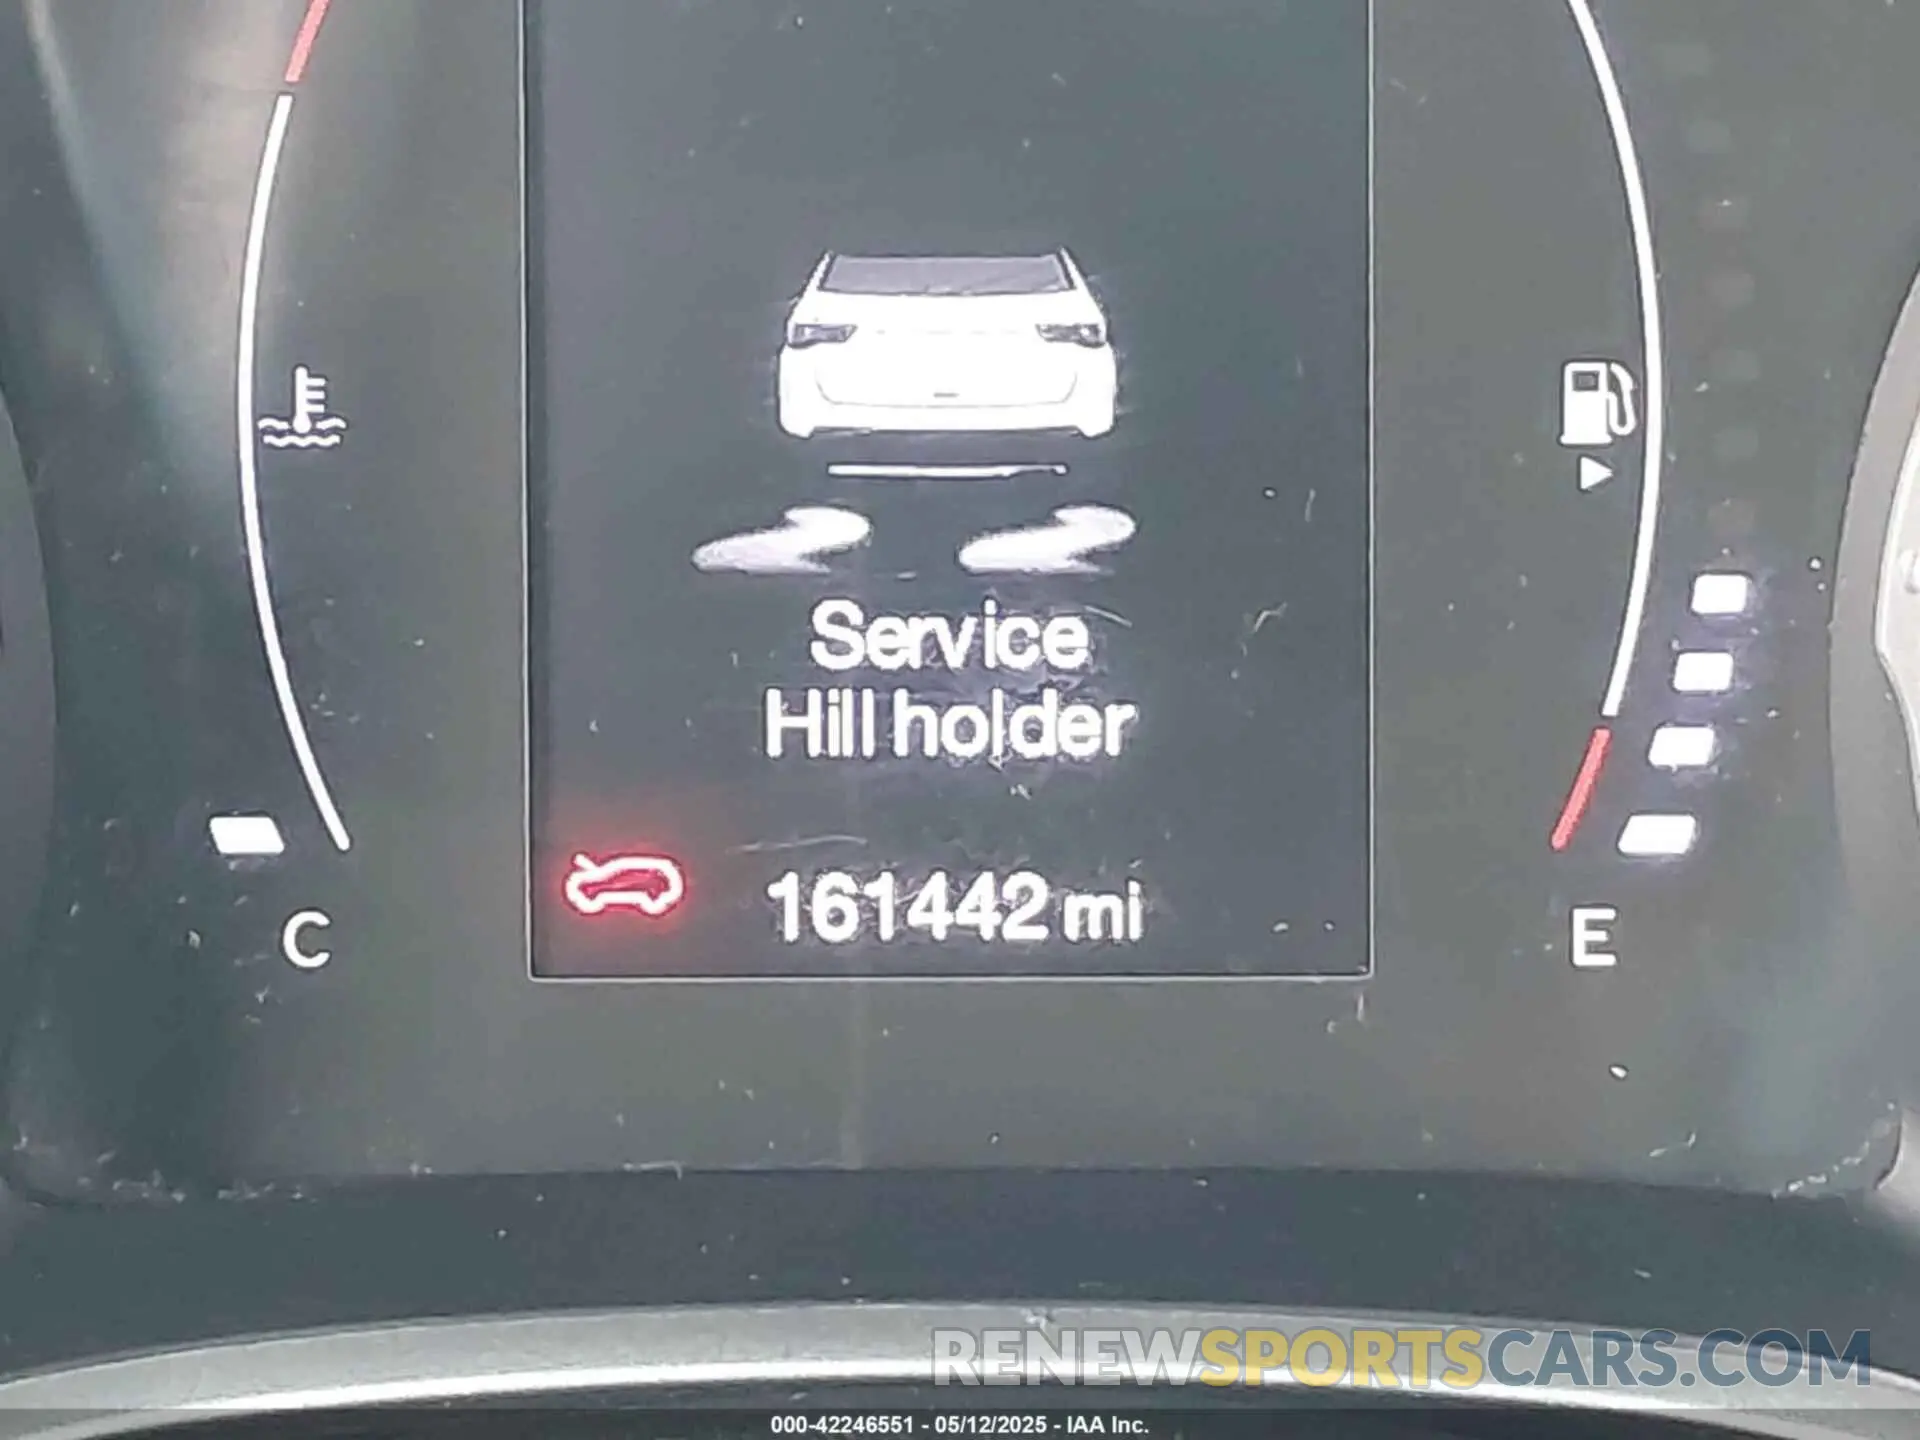 Service
Hill holder
161442 mi
C
E
RENEWSPORTSCARS.COM
000-42246551 - 05/12/2025 - IAA Inc.